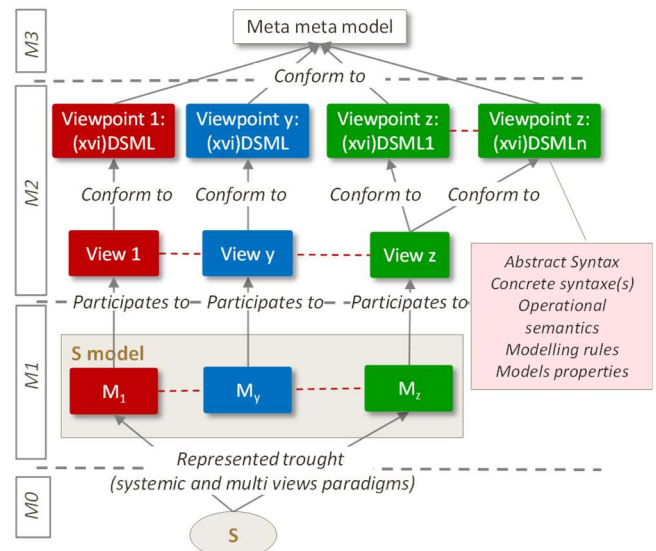 M3
Meta meta model
Conform to
M2
Viewpoint 1:
(xvi)DSML
Viewpoint y:
(xvi)DSML
Viewpoint z:
(xvi)DSML1
Viewpoint z:
(xvi)DSMLn
Conform to
Conform to
Conform to
Conform to
View 1
View y
View z
Abstract Syntax
Concrete syntaxe(s)
Operational
semantics
Modelling rules
Models properties
Participates to
Participates to
Participates to
M1
S model
M1
My
Mz
Represented trought
(systemic and multi views paradigms)
M0
S